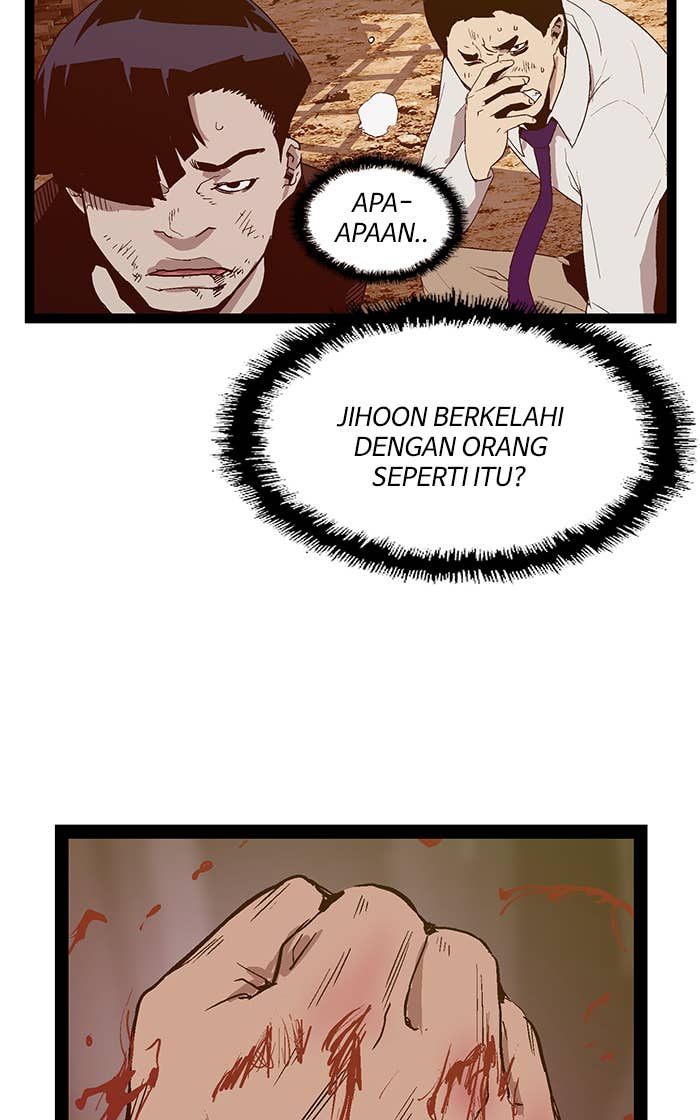 APA-
APAAN..
JIHOON BERKELAHI
DENGAN ORANG
SEPERTI ITU?